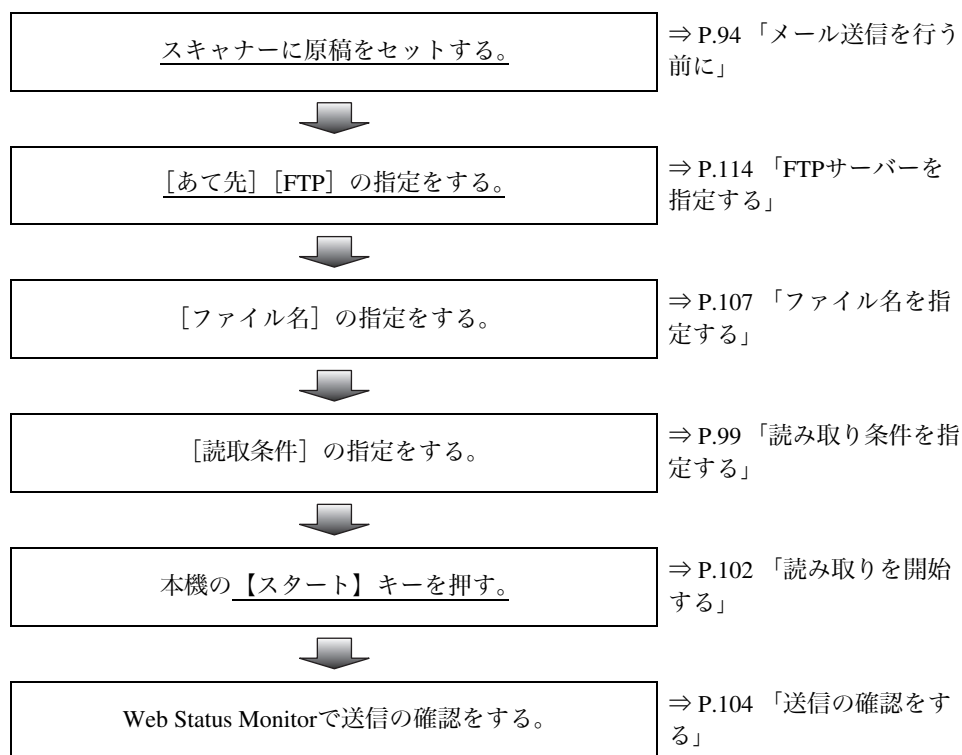 スキャナーに原稿をセットする。
⇒ P.94 「メール送信を行う
前に」
［あて先］［FTP］の指定をする。
⇒ P.114 「FTPサーバーを
指定する」
［ファイル名］の指定をする。
⇒ P.107 「ファイル名を指
定する」
［読取条件］の指定をする。
⇒ P.99 「読み取り条件を指
定する」
本機の【スタート】キーを押す。
⇒ P.102 「読み取りを開始
する」
Web Status Monitorで送信の確認をする。
⇒ P.104 「送信の確認をす
る」